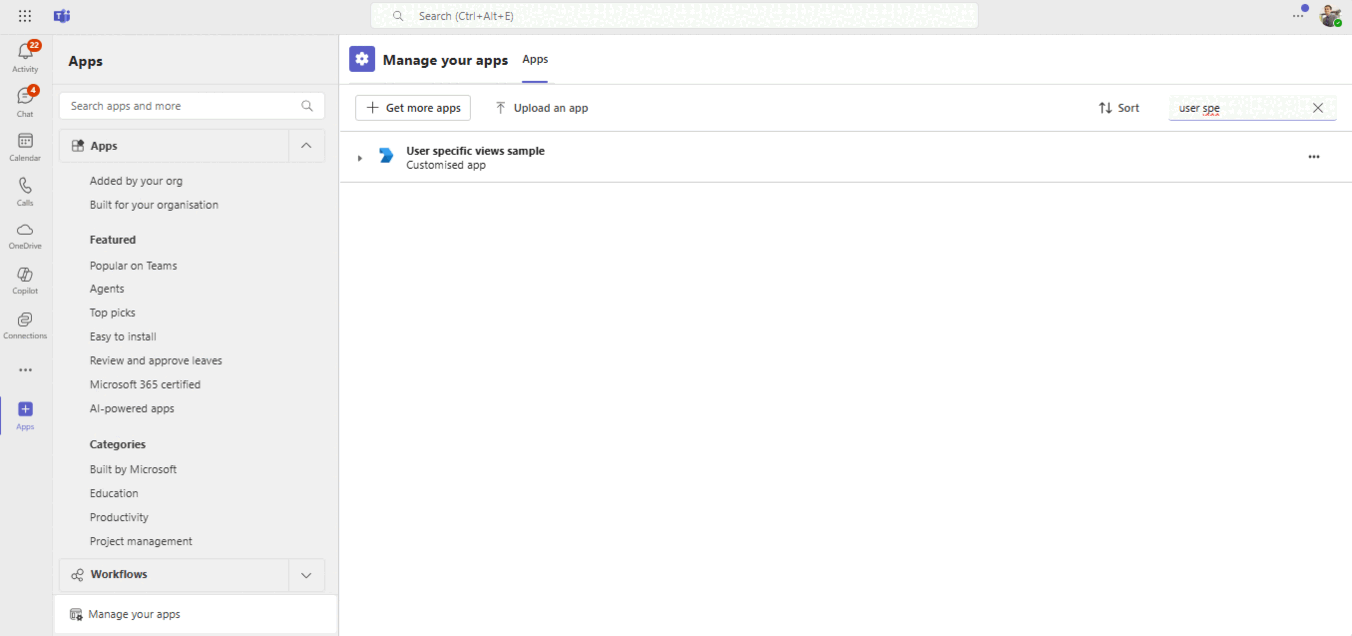 Search (Ctrl+Alt+E)
22
Activity
4
Chat
Calendar
Calls
OneDrive
Copilot
Connections
Apps
Apps
Search apps and more
Apps
Added by your org
Built for your organisation
Featured
Popular on Teams
Agents
Top picks
Easy to install
Review and approve leaves
Microsoft 365 certified
AI-powered apps
Categories
Built by Microsoft
Education
Productivity
Project management
Workflows
Manage your apps
Manage your apps Apps
Get more apps Upload an app Sort user spe
User specific views sample
Customised app